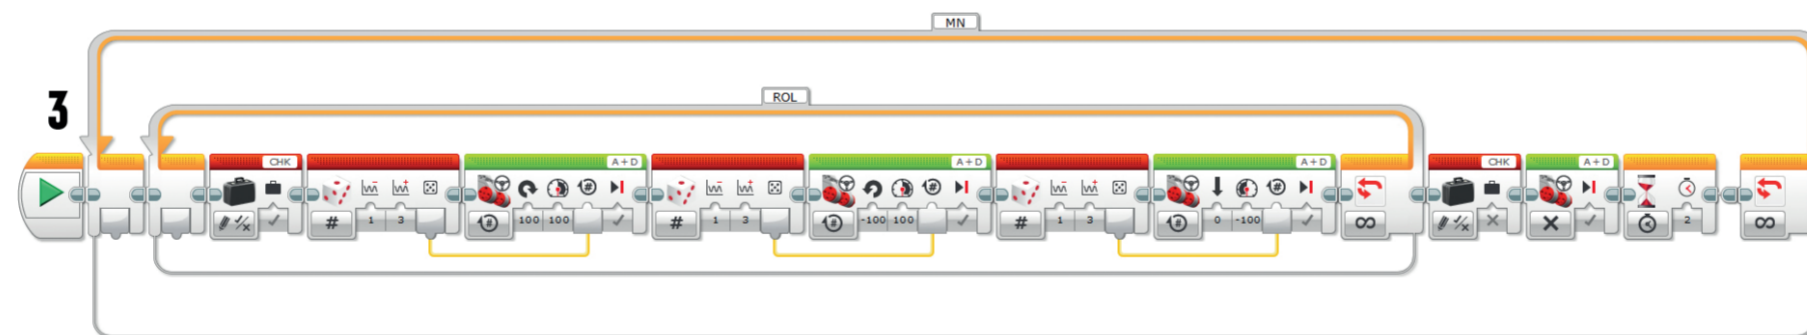 MN
3
ROL
CHK
A+D
A+D
A+D
CHK
A+D
# 1 3
# 100 100
# 1 3
# -100 100
# 1 3
# 0 -100
∞
2
∞